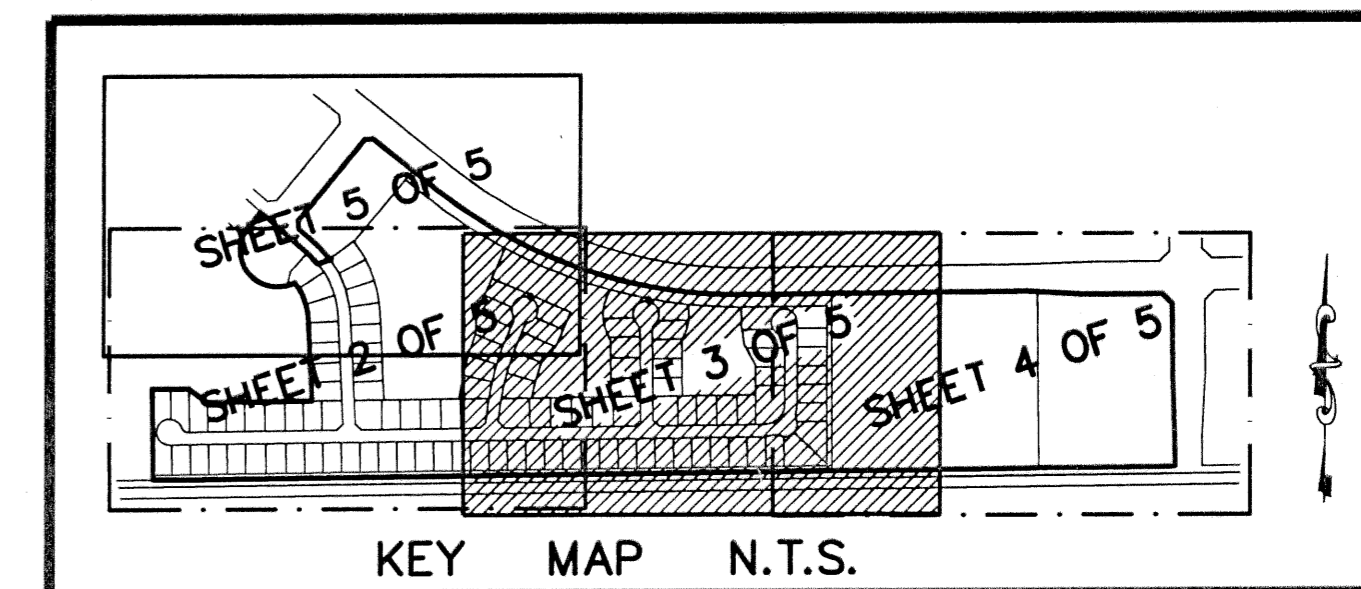 SHEET 5 OF 5
SHEET 2 OF 5
SHEET 3 OF 5
SHEET 4 OF 5
KEY MAP N.T.S.